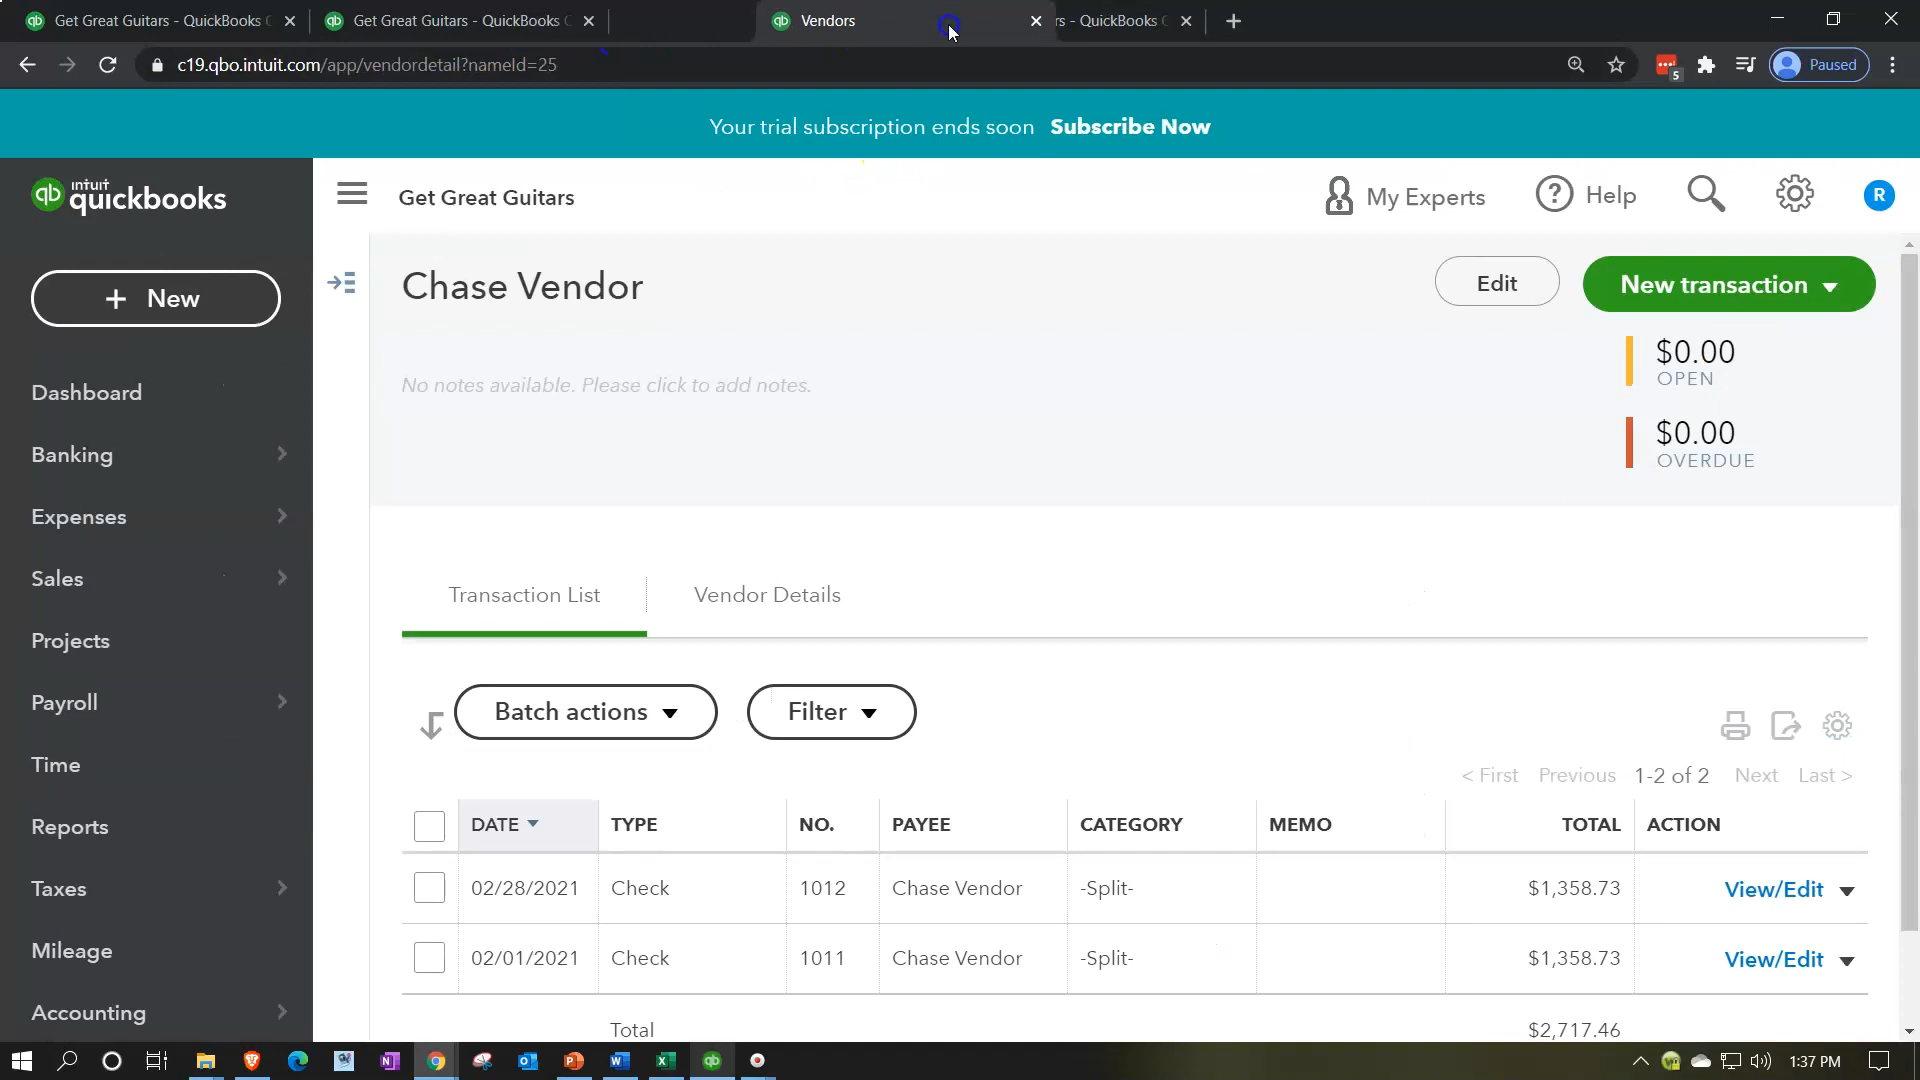 Get Great Guitars - QuickBooks
Get Great Guitars - QuickBooks
Vendors
rs - QuickBooks
c19.qbo.intuit.com/app/vendordetail?nameId=25
5
Paused
Your trial subscription ends soon Subscribe Now
intuit
quickbooks
Get Great Guitars
My Experts
Help
R
+ New
Chase Vendor
Edit
New transaction
No notes available. Please click to add notes.
$0.00
OPEN
$0.00
OVERDUE
Dashboard
Banking
Expenses
Sales
Projects
Payroll
Time
Reports
Taxes
Mileage
Accounting
Transaction List
Vendor Details
Batch actions
Filter
< First Previous 1-2 of 2 Next Last >
DATE TYPE NO. PAYEE CATEGORY MEMO TOTAL ACTION
02/28/2021 Check 1012 Chase Vendor -Split- $1,358.73 View/Edit
02/01/2021 Check 1011 Chase Vendor -Split- $1,358.73 View/Edit
Total $2,717.46
1:37 PM